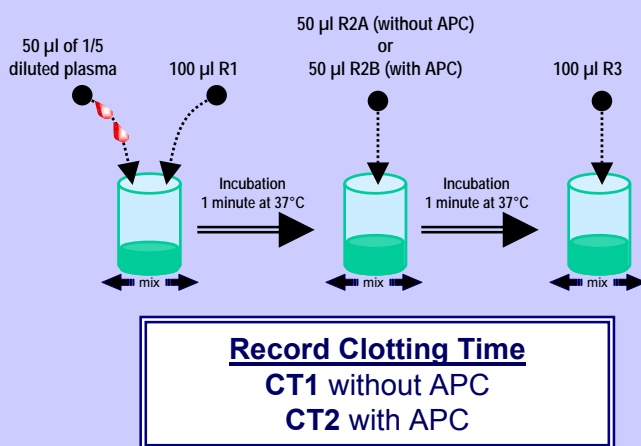 50 µl of 1/5
diluted plasma
100 µl R1
50 µl R2A (without APC)
or
50 µl R2B (with APC)
100 µl R3
Incubation
1 minute at 37°C
Incubation
1 minute at 37°C
mix
mix
mix
Record Clotting Time
CT1 without APC
CT2 with APC